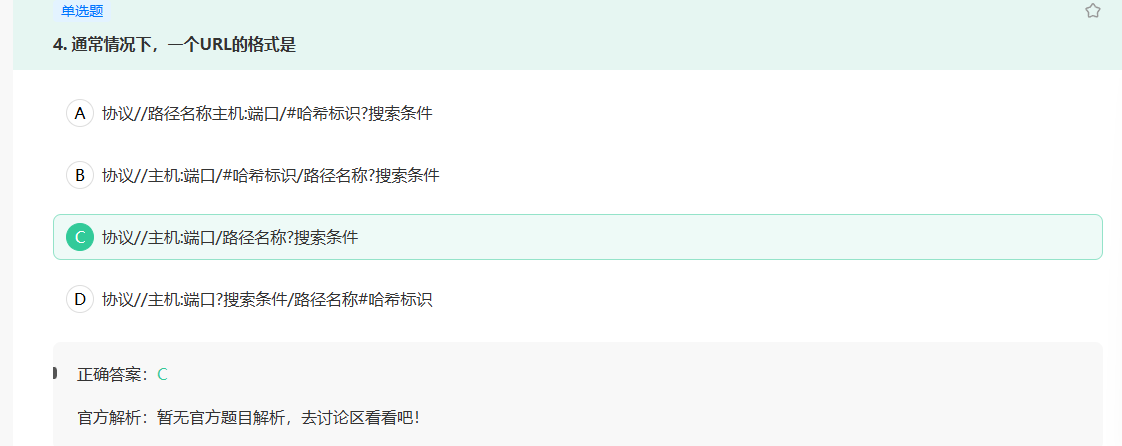 单选题
4. 通常情况下，一个URL的格式是
A 协议//路径名称主机:端口/#哈希标识?搜索条件
B 协议//主机:端口/#哈希标识/路径名称?搜索条件
C 协议//主机:端口/路径名称?搜索条件
D 协议//主机:端口?搜索条件/路径名称#哈希标识
正确答案：C
官方解析：暂无官方题目解析，去讨论区看看吧！